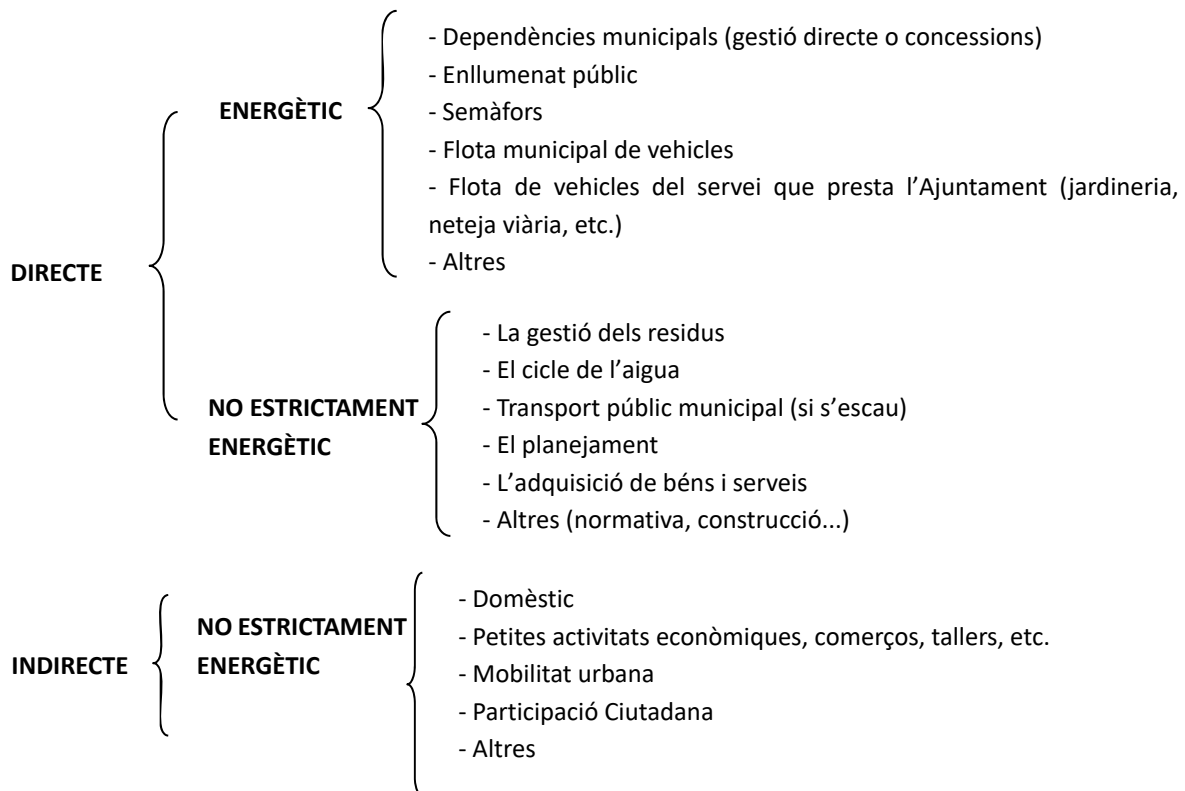 DIRECTE
ENERGÈTIC
- Dependències municipals (gestió directe o concessions)
- Enllumenat públic
- Semàfors
- Flota municipal de vehicles
- Flota de vehicles del servei que presta l’Ajuntament (jardineria,
neteja viària, etc.)
- Altres
NO ESTRICTAMENT
ENERGÈTIC
- La gestió dels residus
- El cicle de l’aigua
- Transport públic municipal (si s’escau)
- El planejament
- L’adquisició de béns i serveis
- Altres (normativa, construcció...)
INDIRECTE
NO ESTRICTAMENT
ENERGÈTIC
- Domèstic
- Petites activitats econòmiques, comerços, tallers, etc.
- Mobilitat urbana
- Participació Ciutadana
- Altres